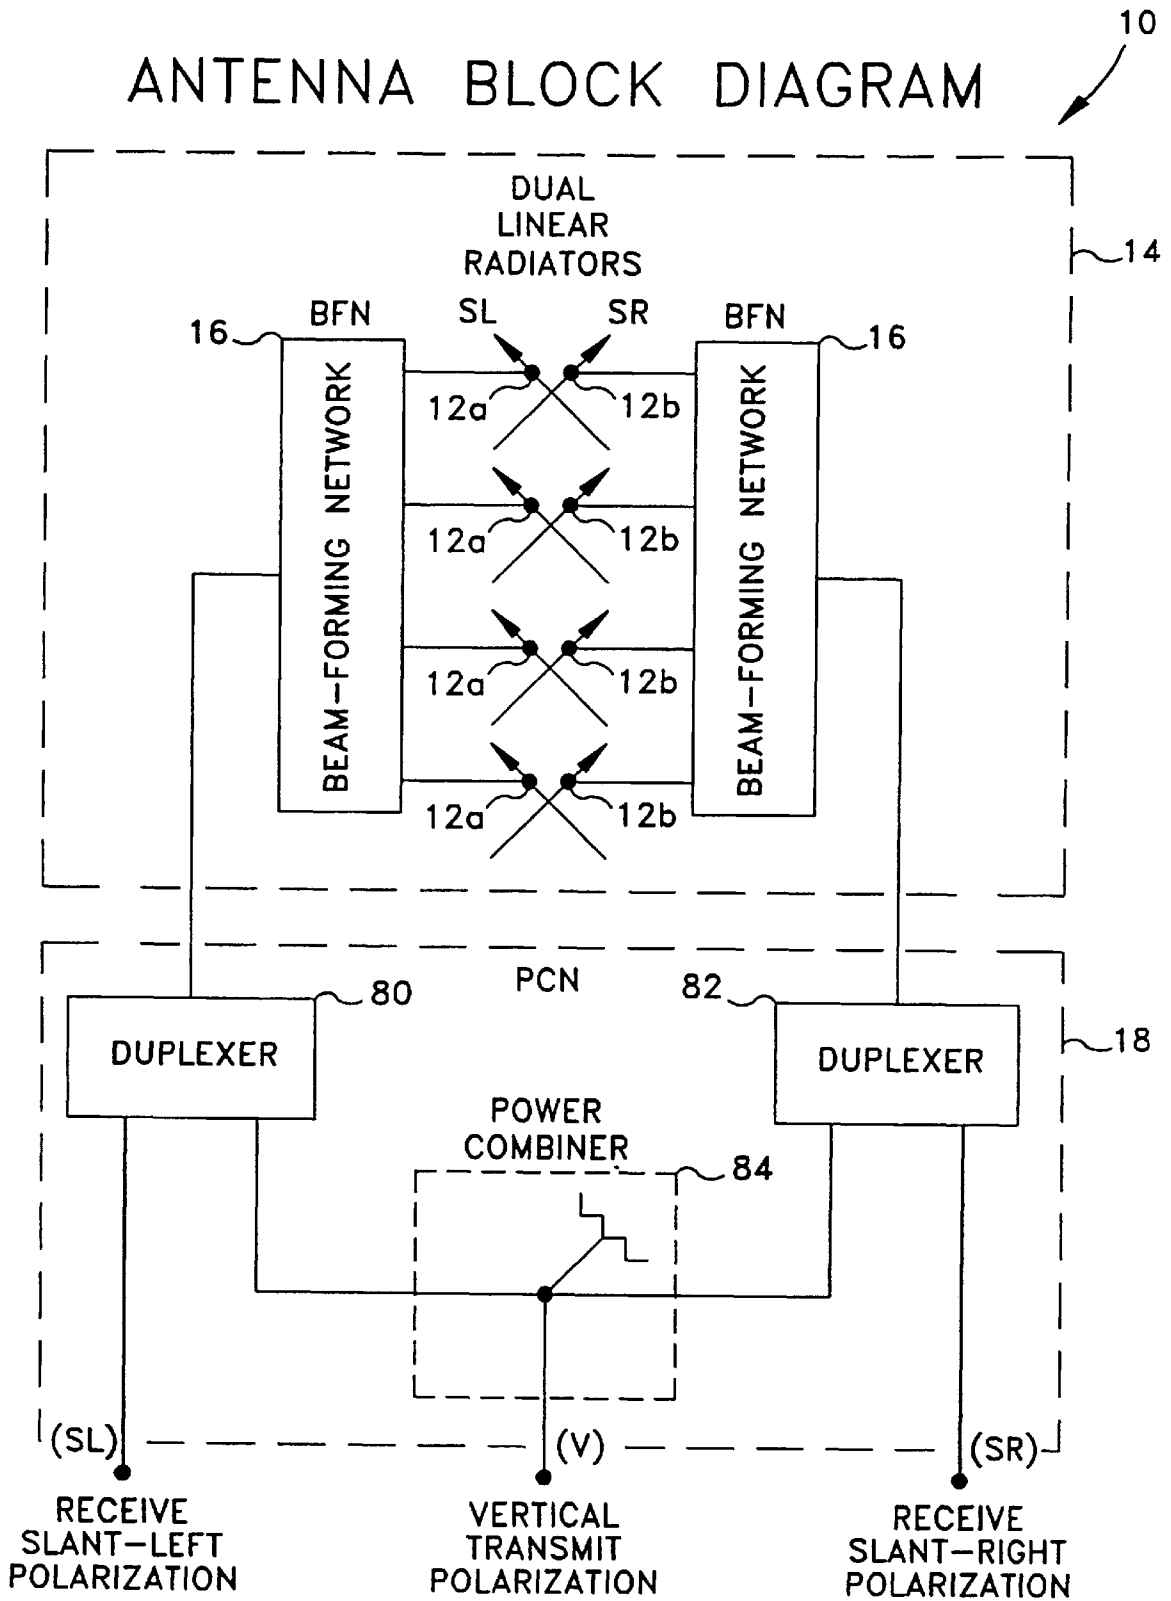 10
ANTENNA BLOCK DIAGRAM
DUAL
LINEAR
RADIATORS
14
16
BFN
SL
SR
BFN
16
BEAM-FORMING NETWORK
12a
12b
12a
12b
12a
12b
12a
12b
BEAM-FORMING NETWORK
PCN
80
82
DUPLEXER
DUPLEXER
18
POWER
COMBINER
84
(SL)
(V)
(SR)
RECEIVE
SLANT-LEFT
POLARIZATION
VERTICAL
TRANSMIT
POLARIZATION
RECEIVE
SLANT-RIGHT
POLARIZATION